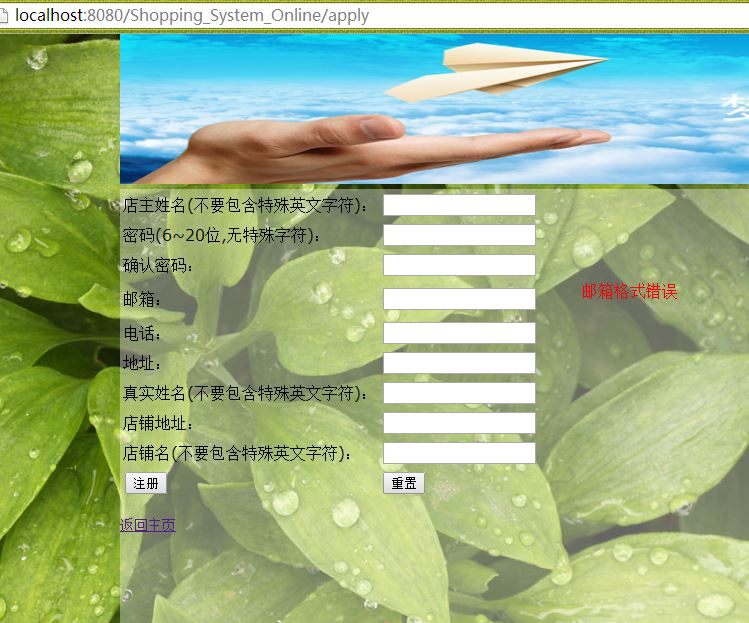 localhost:8080/Shopping_System_Online/apply
店主姓名(不要包含特殊英文字符)：
密码(6~20位,无特殊字符)：
确认密码：
邮箱： 邮箱格式错误
电话：
地址：
真实姓名(不要包含特殊英文字符)：
店铺地址：
店铺名(不要包含特殊英文字符)：
注册 重置
返回主页